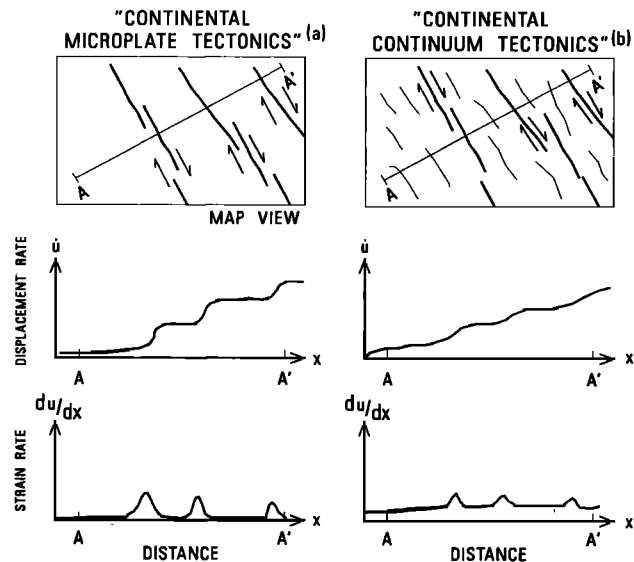 "CONTINENTAL
MICROPLATE TECTONICS" (a)
"CONTINENTAL
CONTINUUM TECTONICS" (b)
A'
A
A'
A
MAP VIEW
u̇
DISPLACEMENT RATE
A
A'
x
u̇
A
A'
x
du/dx
STRAIN RATE
A
A'
x
DISTANCE
du/dx
A
A'
x
DISTANCE